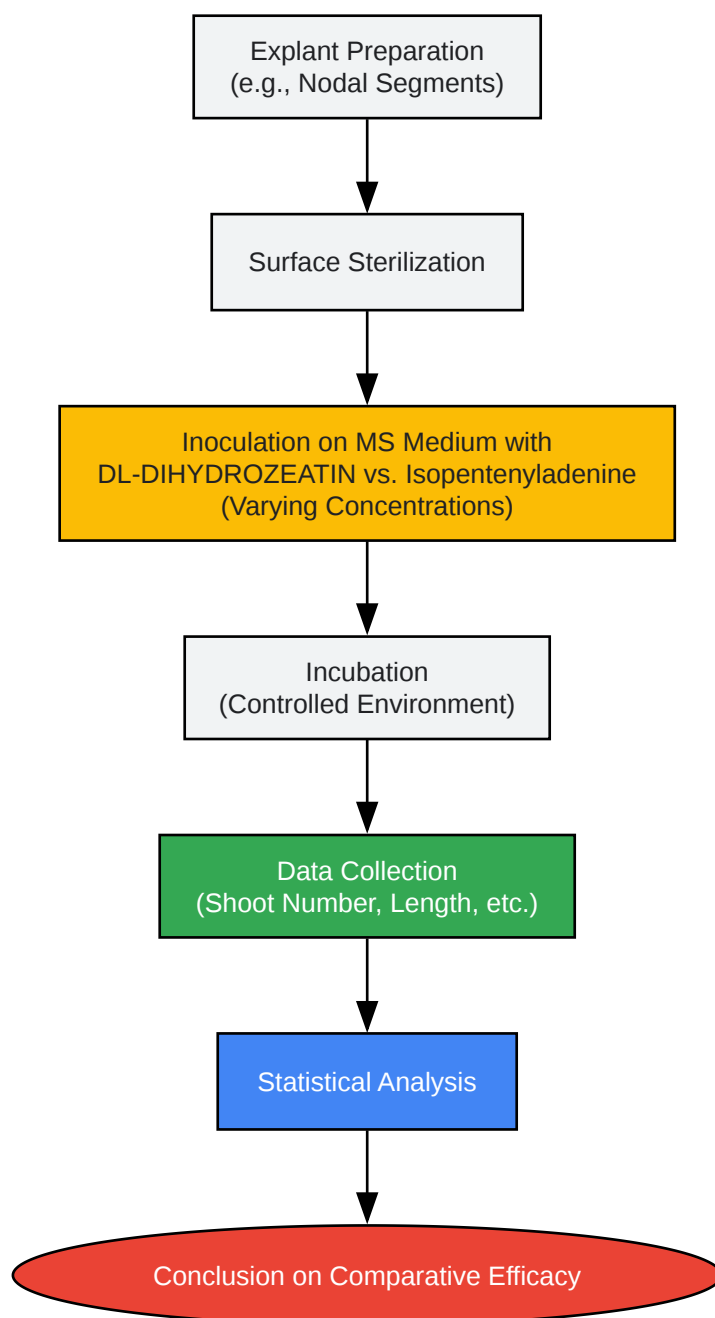 Explant Preparation
(e.g., Nodal Segments)
Surface Sterilization
Inoculation on MS Medium with
DL-DIHYDROZEATIN vs. Isopentenyladenine
(Varying Concentrations)
Incubation
(Controlled Environment)
Data Collection
(Shoot Number, Length, etc.)
Statistical Analysis
Conclusion on Comparative Efficacy